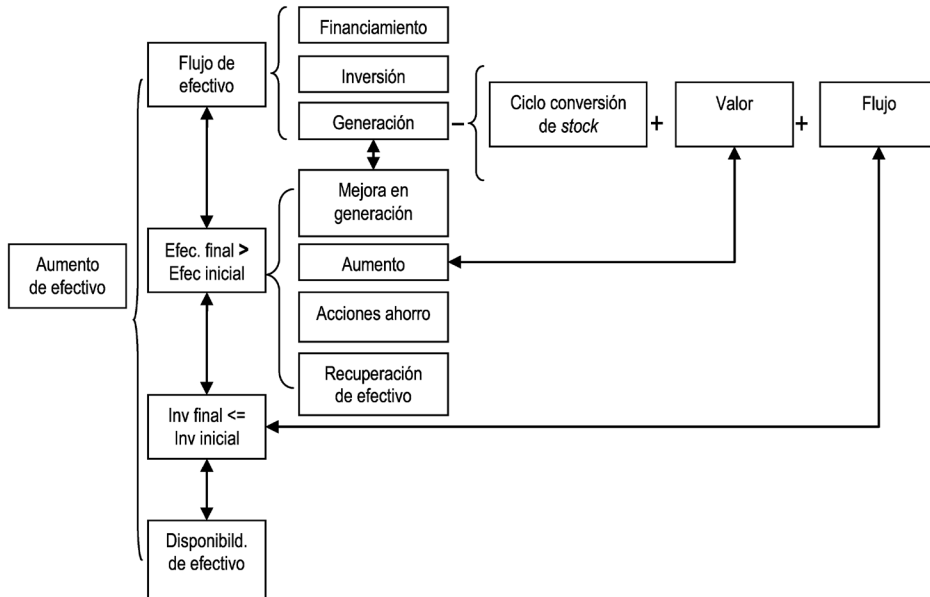 Aumento
de efectivo
Flujo de
efectivo
Efec. final >
Efec inicial
Inv final <=
Inv inicial
Disponibild.
de efectivo
Financiamiento
Inversión
Generación
Mejora en
generación
Aumento
Acciones ahorro
Recuperación
de efectivo
–
Ciclo conversión
de stock
+
Valor
+
Flujo